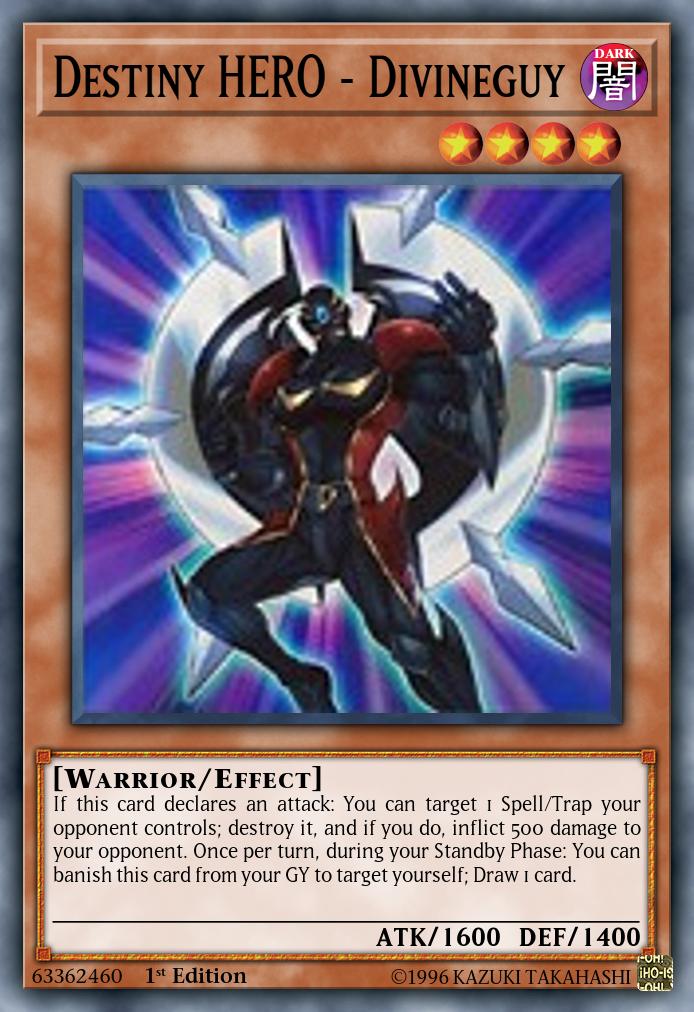 Destiny HERO - Divineguy
DARK
闇
[Warrior/Effect]
If this card declares an attack: You can target 1 Spell/Trap your
opponent controls; destroy it, and if you do, inflict 500 damage to
your opponent. Once per turn, during your Standby Phase: You can
banish this card from your GY to target yourself; Draw 1 card.
ATK/1600 DEF/1400
63362460 1st Edition ©1996 KAZUKI TAKAHASHI